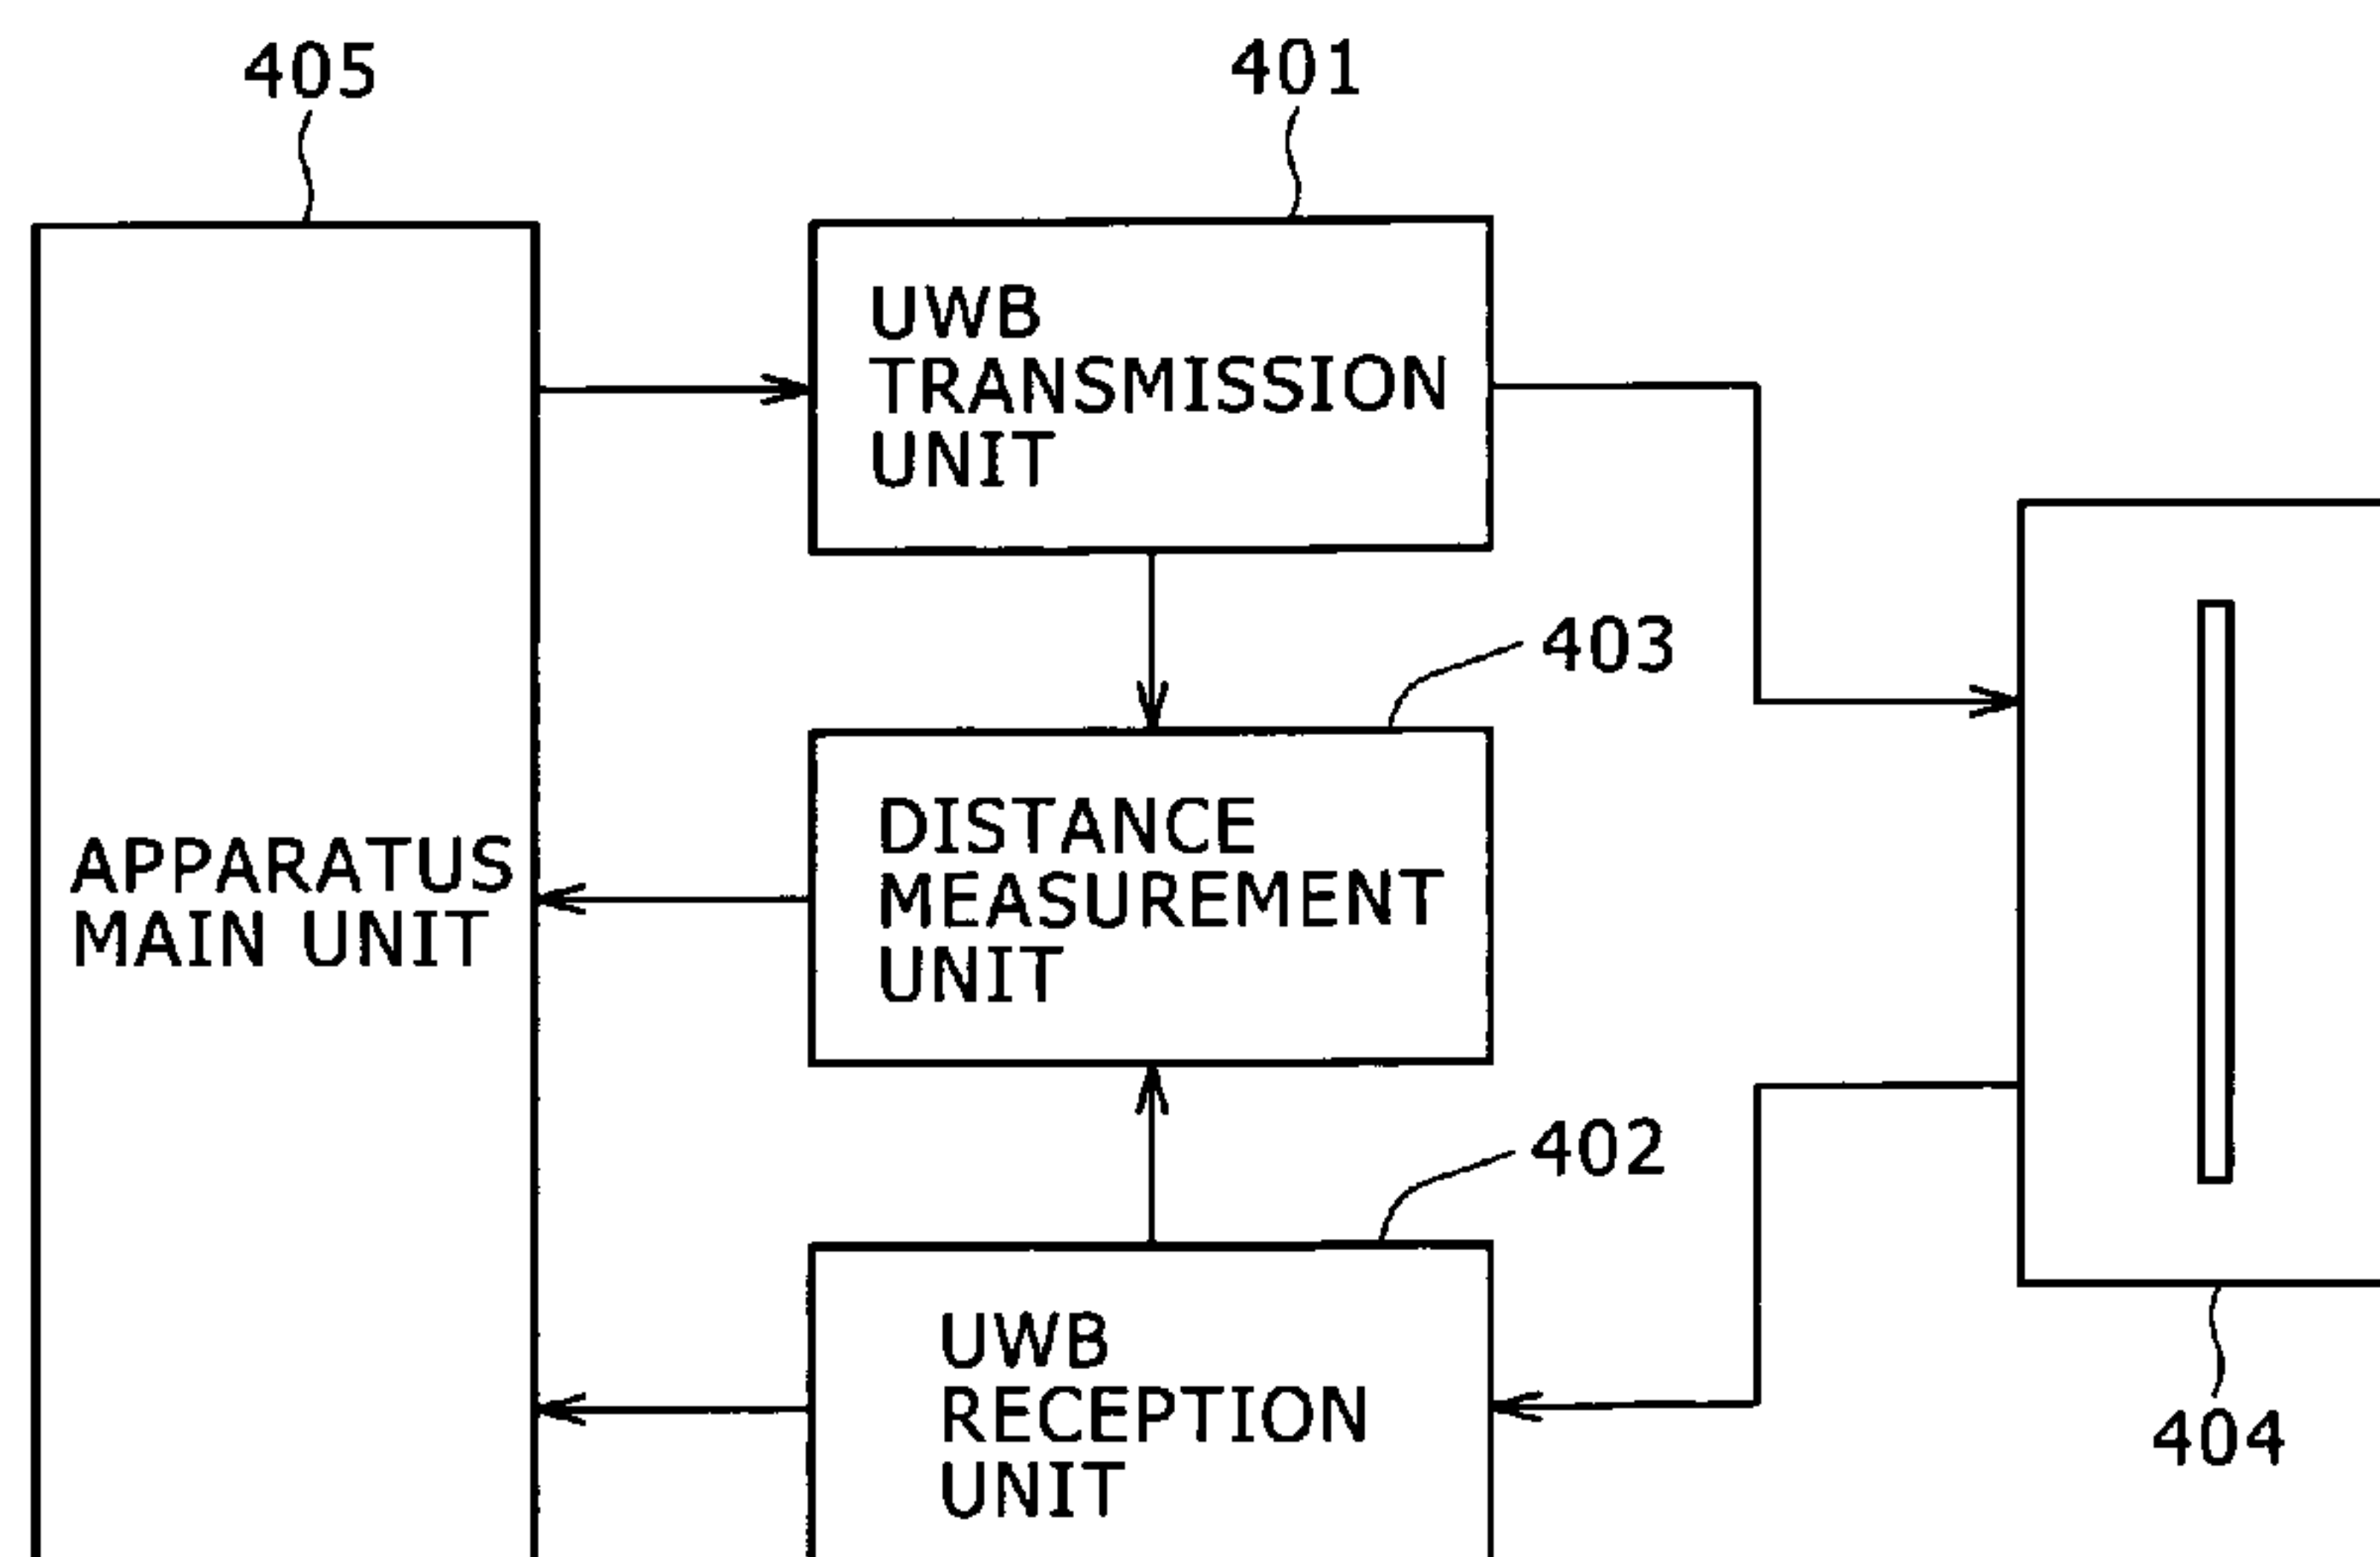 405
401
UWB
TRANSMISSION
UNIT
403
DISTANCE
MEASUREMENT
UNIT
APPARATUS
MAIN UNIT
402
UWB
RECEPTION
UNIT
404